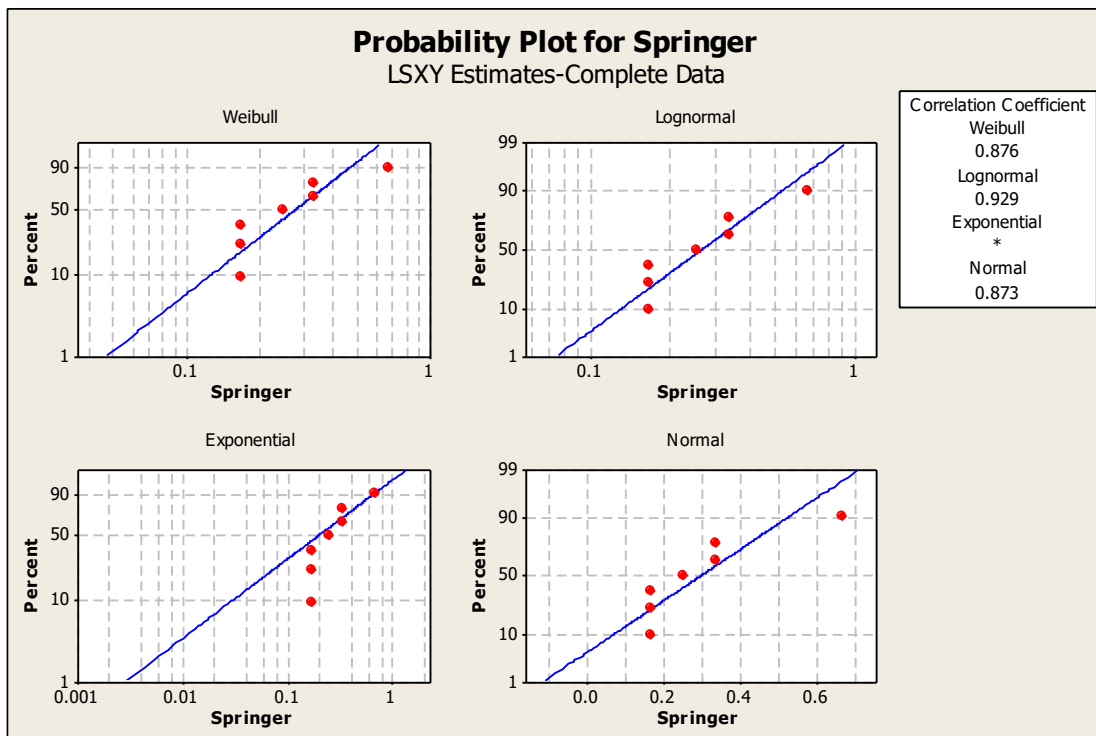 Probability Plot for Springer
LSXY Estimates-Complete Data
Weibull
Percent
90
50
10
1
0.1
1
Springer
Lognormal
Percent
99
90
50
10
1
0.1
1
Springer
Correlation Coefficient
Weibull
0.876
Lognormal
0.929
Exponential
*
Normal
0.873
Exponential
Percent
90
50
10
1
0.001
0.01
0.1
1
Springer
Normal
Percent
99
90
50
10
1
0.0
0.2
0.4
0.6
Springer